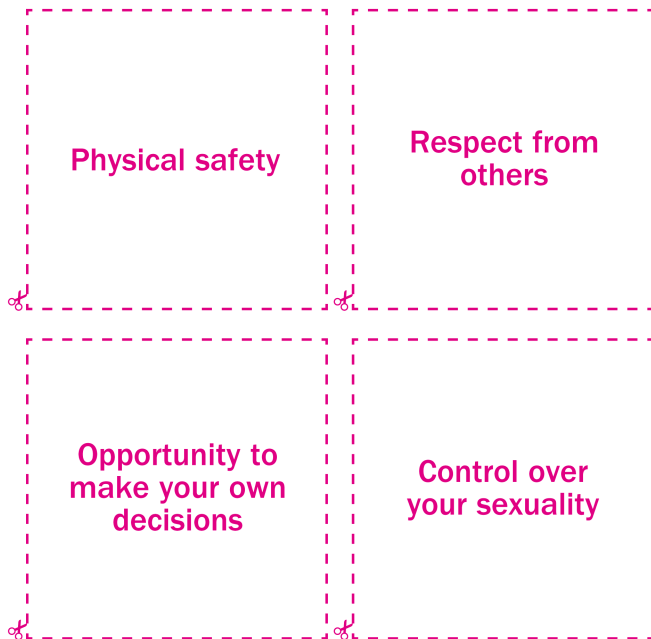 Physical safety
Respect from
others
Opportunity to
make your own
decisions
Control over
your sexuality